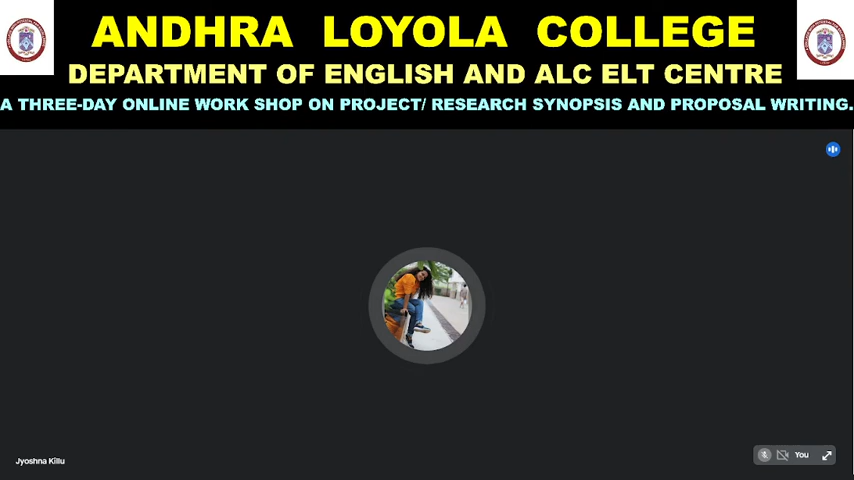 ANDHRA LOYOLA COLLEGE
DEPARTMENT OF ENGLISH AND ALC ELT CENTRE
A THREE-DAY ONLINE WORK SHOP ON PROJECT/ RESEARCH SYNOPSIS AND PROPOSAL WRITING.
Jyoshna Killu
You